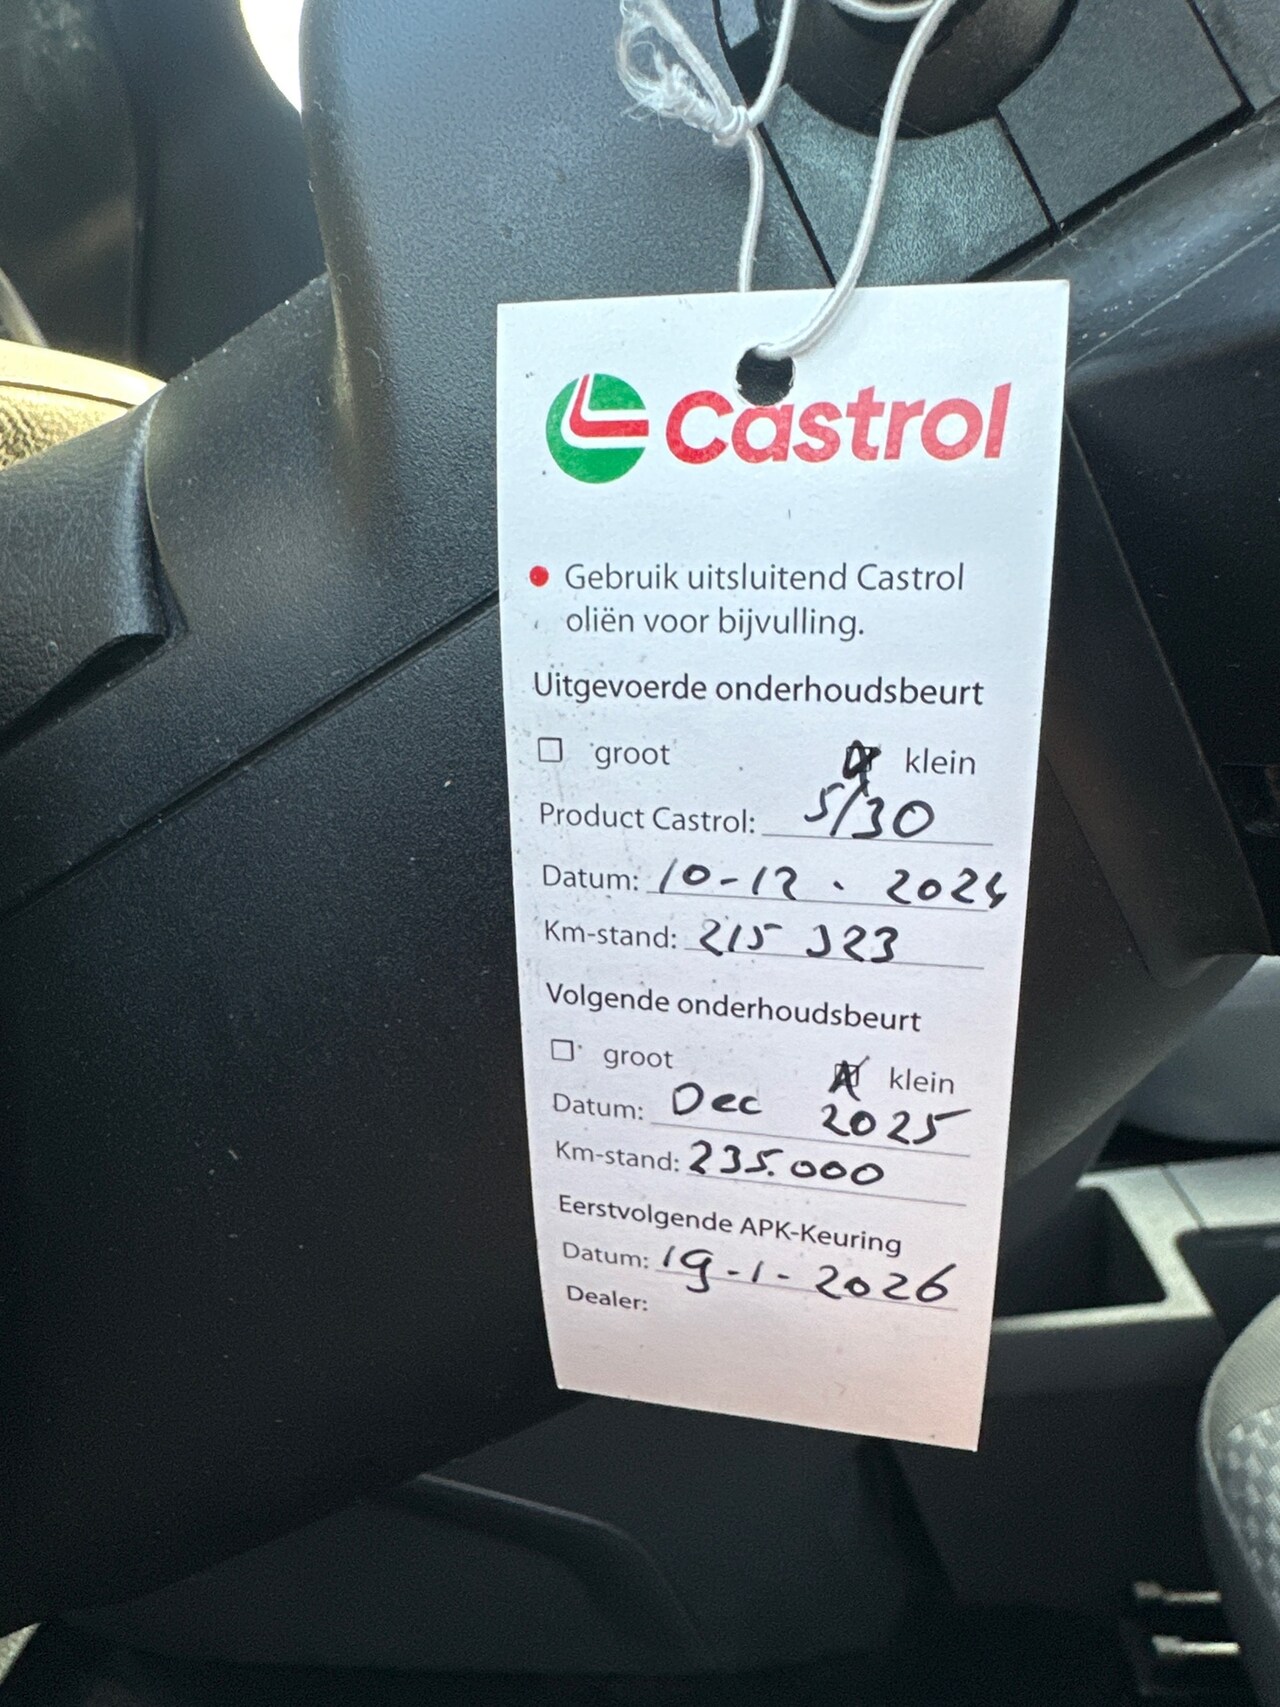 Castrol
Gebruik uitsluitend Castrol
oliën voor bijvulling.
Uitgevoerde onderhoudsbeurt
groot klein
Product Castrol: 5/30
Datum: 10-12 . 2024
Km-stand: 215 323
Volgende onderhoudsbeurt
groot klein
Datum: Dec 2025
Km-stand: 235.000
Eerstvolgende APK-Keuring
Datum: 19-1-2026
Dealer: